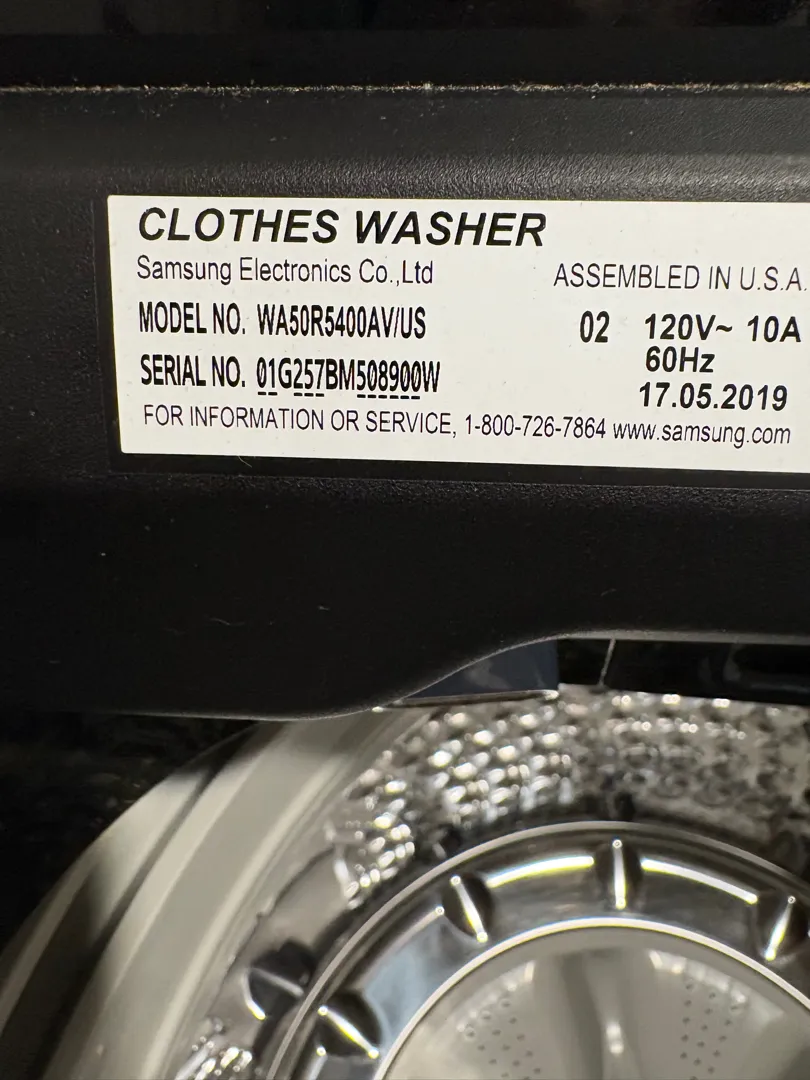 CLOTHES WASHER
Samsung Electronics Co.,Ltd
ASSEMBLED IN U.S.A.
MODEL NO. WA50R5400AV/US
02 120V~ 10A
60Hz
SERIAL NO. 01G257BM508900W
17.05.2019
FOR INFORMATION OR SERVICE, 1-800-726-7864 www.samsung.com